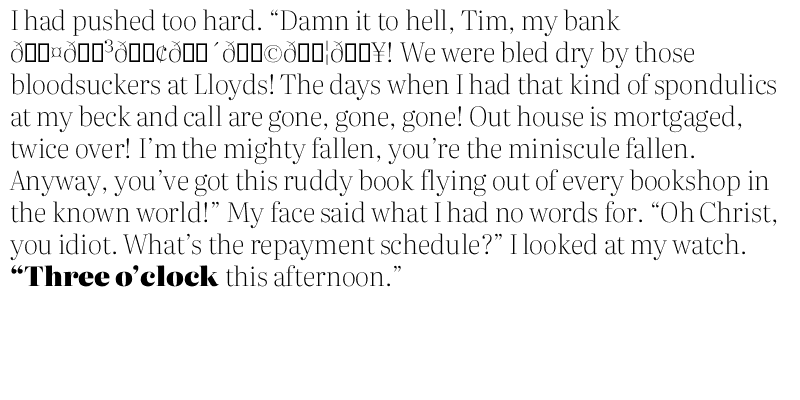 I had pushed too hard. “Damn it to hell, Tim, my bank
! We were bled dry by those
bloodsuckers at Lloyds! The days when I had that kind of spondulics
at my beck and call are gone, gone, gone! Out house is mortgaged,
twice over! I’m the mighty fallen, you’re the miniscule fallen.
Anyway, you’ve got this ruddy book flying out of every bookshop in
the known world!” My face said what I had no words for. “Oh Christ,
you idiot. What’s the repayment schedule?” I looked at my watch.
“Three o’clock this afternoon.”